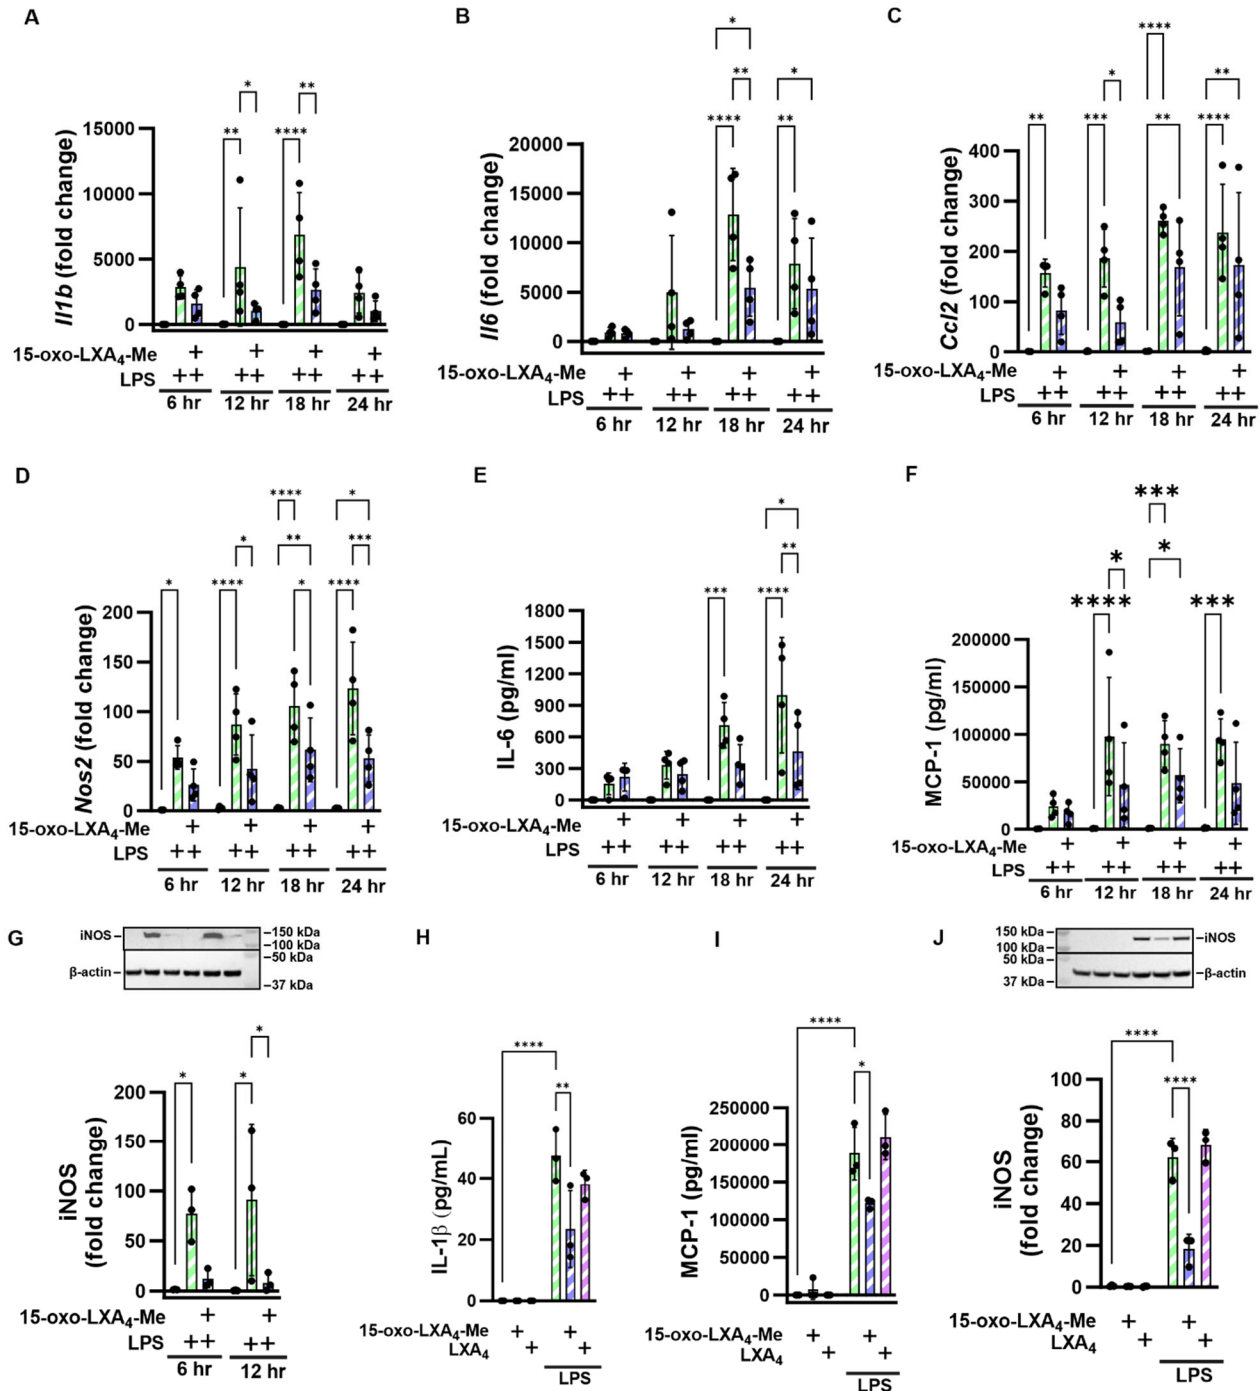 A
*
**
**
****
Il1b (fold change)
15000
10000
5000
0
15-oxo-LXA4-Me
+ + + +
LPS
++ ++ ++ ++
6 hr 12 hr 18 hr 24 hr
B
*
**
*
****
**
Il6 (fold change)
20000
15000
10000
5000
0
15-oxo-LXA4-Me
+ + + +
LPS
++ ++ ++ ++
6 hr 12 hr 18 hr 24 hr
C
****
*
**
**
***
**
****
Ccl2 (fold change)
400
300
200
100
0
15-oxo-LXA4-Me
+ + + +
LPS
++ ++ ++ ++
6 hr 12 hr 18 hr 24 hr
D
****
*
*
**
***
*
****
*
****
Nos2 (fold change)
200
150
100
50
0
15-oxo-LXA4-Me
+ + + +
LPS
++ ++ ++ ++
6 hr 12 hr 18 hr 24 hr
E
*
**
***
****
IL-6 (pg/ml)
1800
1500
1200
900
600
300
0
15-oxo-LXA4-Me
+ + + +
LPS
++ ++ ++ ++
6 hr 12 hr 18 hr 24 hr
F
***
*
*
****
***
MCP-1 (pg/ml)
200000
150000
100000
50000
0
15-oxo-LXA4-Me
+ + + +
LPS
++ ++ ++ ++
6 hr 12 hr 18 hr 24 hr
G
iNOS
β-actin
150 kDa
100 kDa
50 kDa
37 kDa
*
*
*
iNOS
(fold change)
200
150
100
50
0
15-oxo-LXA4-Me
+ +
LPS
++ ++
6 hr 12 hr
H
****
**
IL-1β (pg/mL)
60
40
20
0
15-oxo-LXA4-Me
+ +
LXA4
+ +
LPS
I
****
*
MCP-1 (pg/ml)
250000
200000
150000
100000
50000
0
15-oxo-LXA4-Me
+ +
LXA4
+ +
LPS
J
150 kDa
100 kDa
50 kDa
37 kDa
iNOS
β-actin
****
****
iNOS
(fold change)
100
80
60
40
20
0
15-oxo-LXA4-Me
+ +
LXA4
+ +
LPS